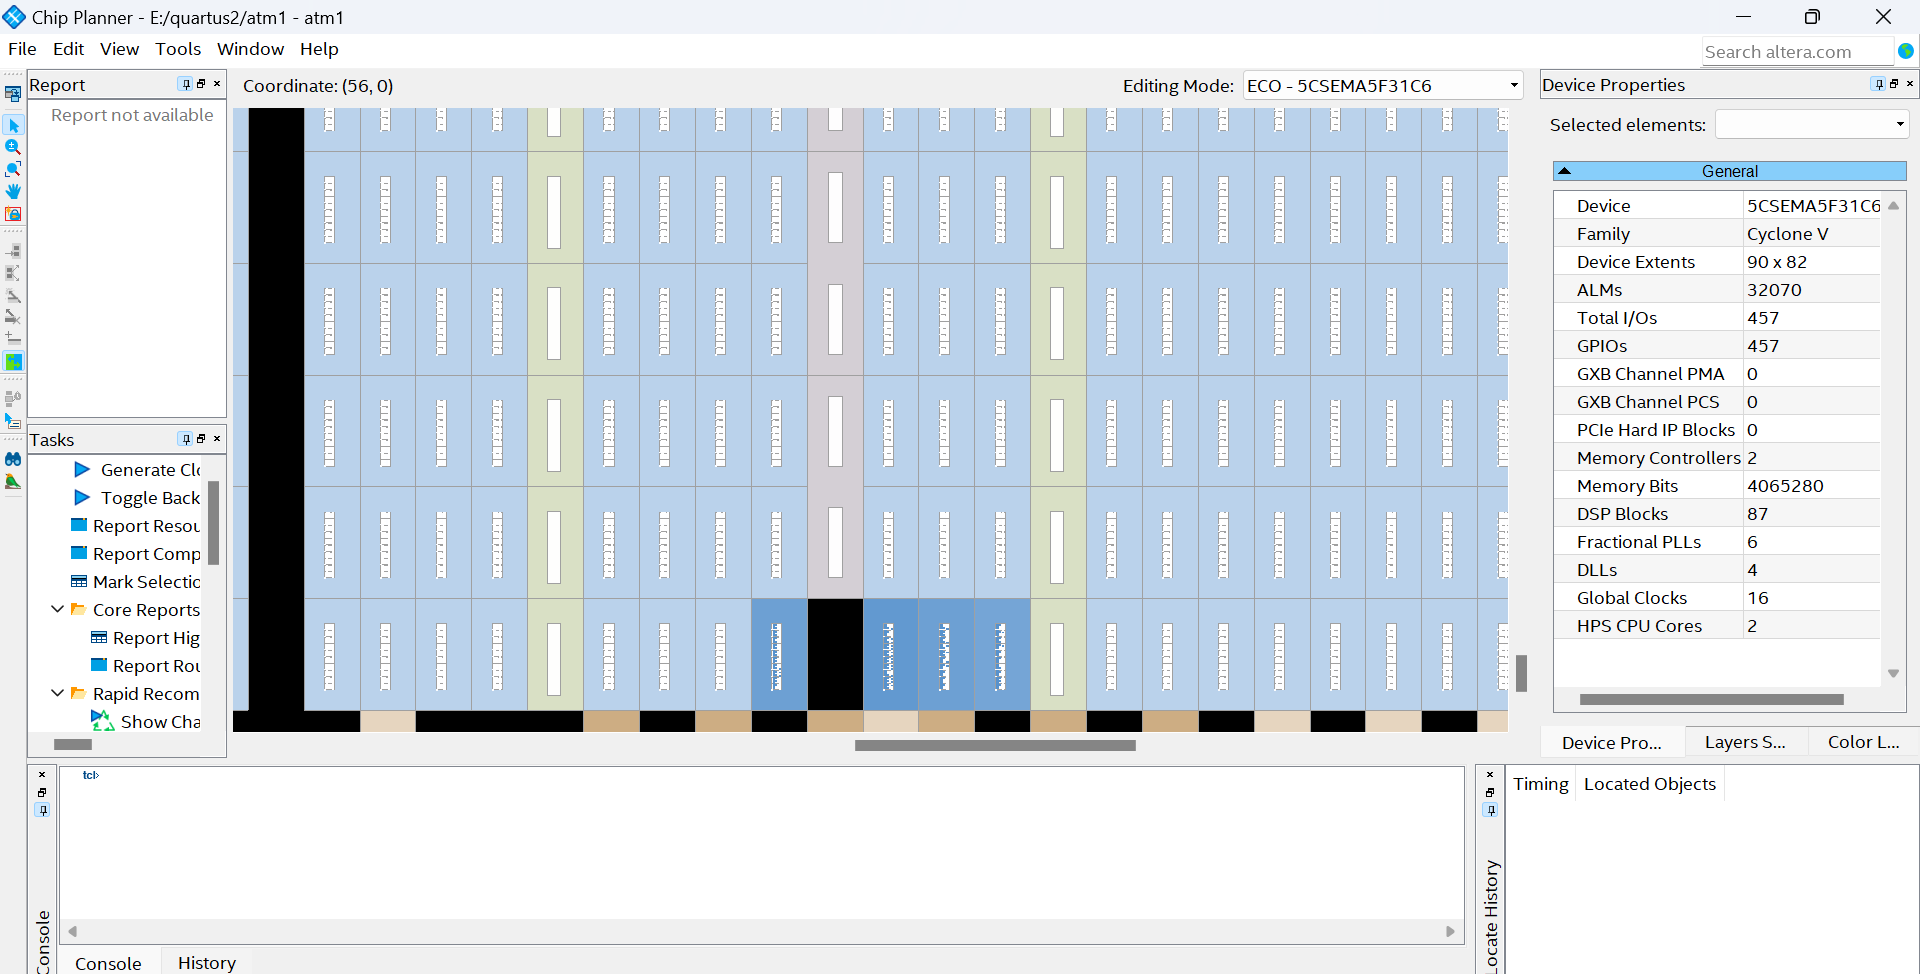 Chip Planner - E:/quartus2/atm1 - atm1
File Edit View Tools Window Help
Search altera.com
Report
Report not available
Coordinate: (56, 0)
Editing Mode: ECO - 5CSEMA5F31C6
Device Properties
Selected elements:
General
Device 5CSEMA5F31C6
Family Cyclone V
Device Extents 90 x 82
ALMs 32070
Total I/Os 457
GPIOs 457
GXB Channel PMA 0
GXB Channel PCS 0
PCIe Hard IP Blocks 0
Memory Controllers 2
Memory Bits 4065280
DSP Blocks 87
Fractional PLLs 6
DLLs 4
Global Clocks 16
HPS CPU Cores 2
Device Pro... Layers S... Color L...
Tasks
Generate Clo
Toggle Back
Report Resou
Report Comp
Mark Selectio
Core Reports
Report Hig
Report Rou
Rapid Recom
Show Cha
tcl>
Console
Console History
Locate History
Timing Located Objects